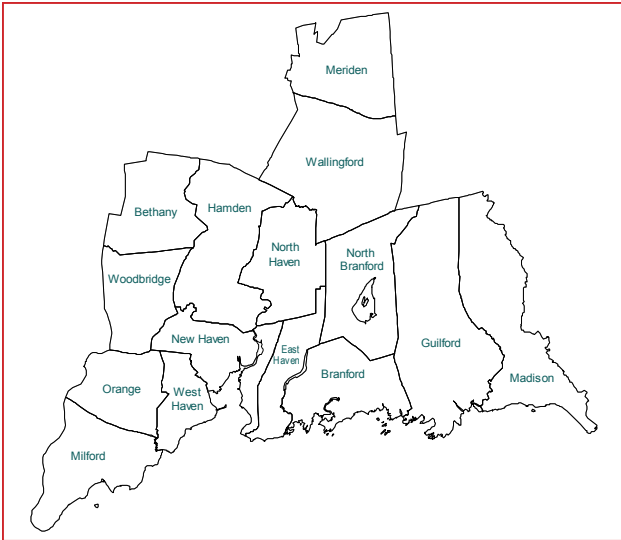 Meriden
Wallingford
Hamden
Bethany
North
Haven
North
Branford
Woodbridge
New Haven
East
Haven
Guilford
Branford
Madison
Orange
West
Haven
Milford